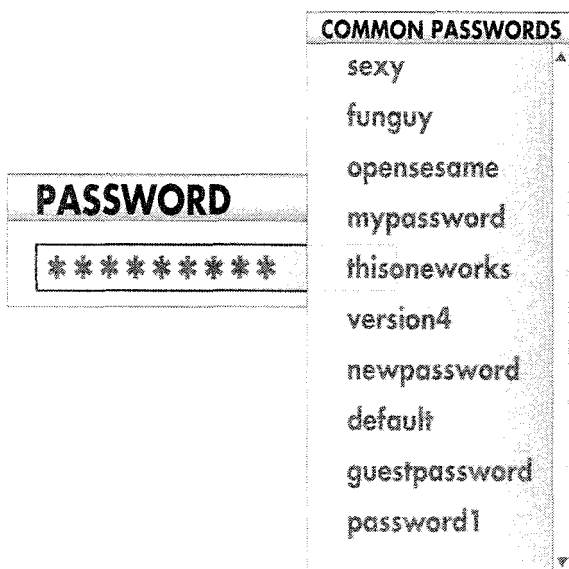 COMMON PASSWORDS
sexy
funguy
opensesame
PASSWORD
mypassword
*********
thisoneworks
version4
newpassword
default
guestpassword
password1